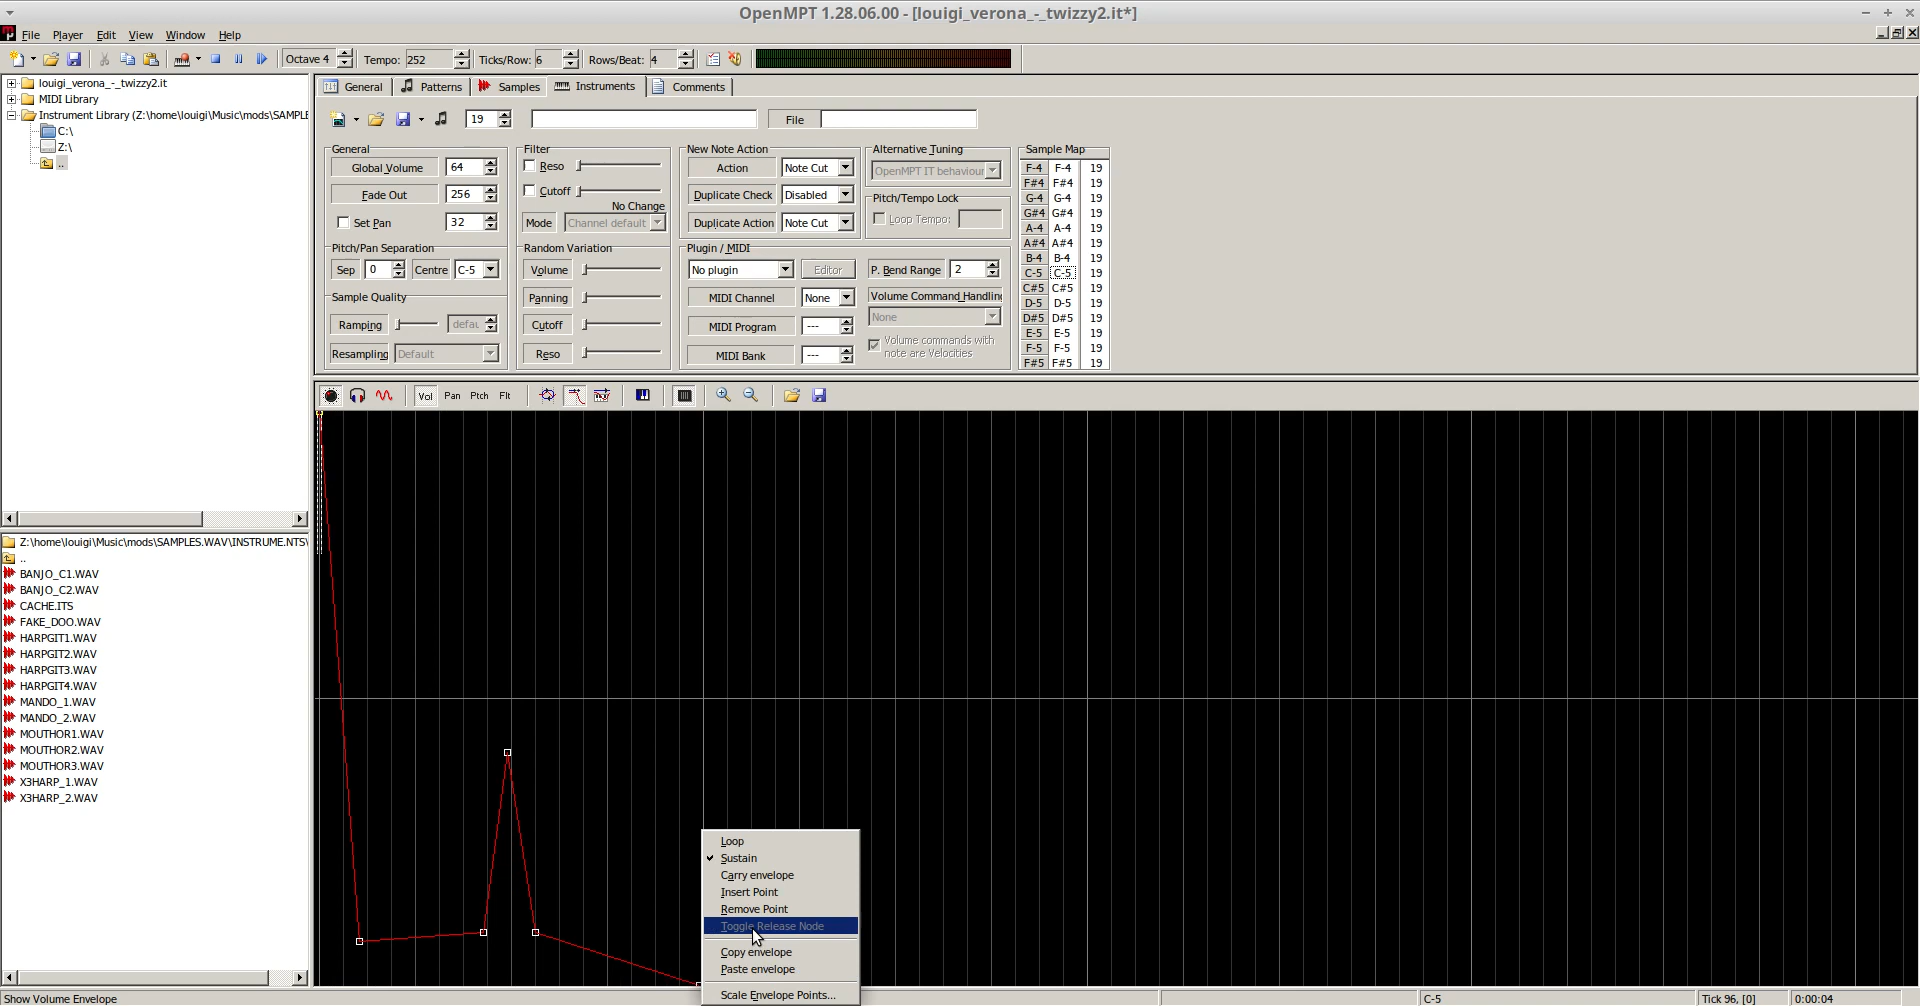 OpenMPT 1.28.06.00 - [louigi_verona_-_twizzy2.it*]
File Player Edit View Window Help
Octave 4 Tempo: 252 Ticks/Row: 6 Rows/Beat: 4
louigi_verona_-_twizzy2.it
MIDI Library
Instrument Library (Z:\home\louigi\Music\mods\SAMPLE
C:\
Z:\
..
Z:\home\louigi\Music\mods\SAMPLES.WAV\INSTRUME.NTS\
..
BANJO_C1.WAV
BANJO_C2.WAV
CACHE.ITS
FAKE_DOO.WAV
HARPGIT1.WAV
HARPGIT2.WAV
HARPGIT3.WAV
HARPGIT4.WAV
MANDO_1.WAV
MANDO_2.WAV
MOUTHOR1.WAV
MOUTHOR2.WAV
MOUTHOR3.WAV
X3HARP_1.WAV
X3HARP_2.WAV
General Patterns Samples Instruments Comments
19 File
General
Global Volume 64
Fade Out 256
Set Pan 32
Pitch/Pan Separation
Sep 0 Centre C-5
Sample Quality
Ramping defau
Resampling Default
Filter
Reso
Cutoff
No Change
Mode Channel default
Random Variation
Volume
Panning
Cutoff
Reso
New Note Action
Action Note Cut
Duplicate Check Disabled
Duplicate Action Note Cut
Plugin / MIDI
No plugin Editor
MIDI Channel None
MIDI Program ---
MIDI Bank ---
Alternative Tuning
OpenMPT IT behaviour
Pitch/Tempo Lock
Loop Tempo:
P. Bend Range 2
Volume Command Handling
None
Volume commands with
note are Velocities
Sample Map
F-4 F-4 19
F#4 F#4 19
G-4 G-4 19
G#4 G#4 19
A-4 A-4 19
A#4 A#4 19
B-4 B-4 19
C-5 C-5 19
C#5 C#5 19
D-5 D-5 19
D#5 D#5 19
E-5 E-5 19
F-5 F-5 19
F#5 F#5 19
Vol Pan Ptch Flt
Loop
Sustain
Carry envelope
Insert Point
Remove Point
Toggle Release Node
Copy envelope
Paste envelope
Scale Envelope Points...
Show Volume Envelope C-5 Tick 96, [0] 0:00:04